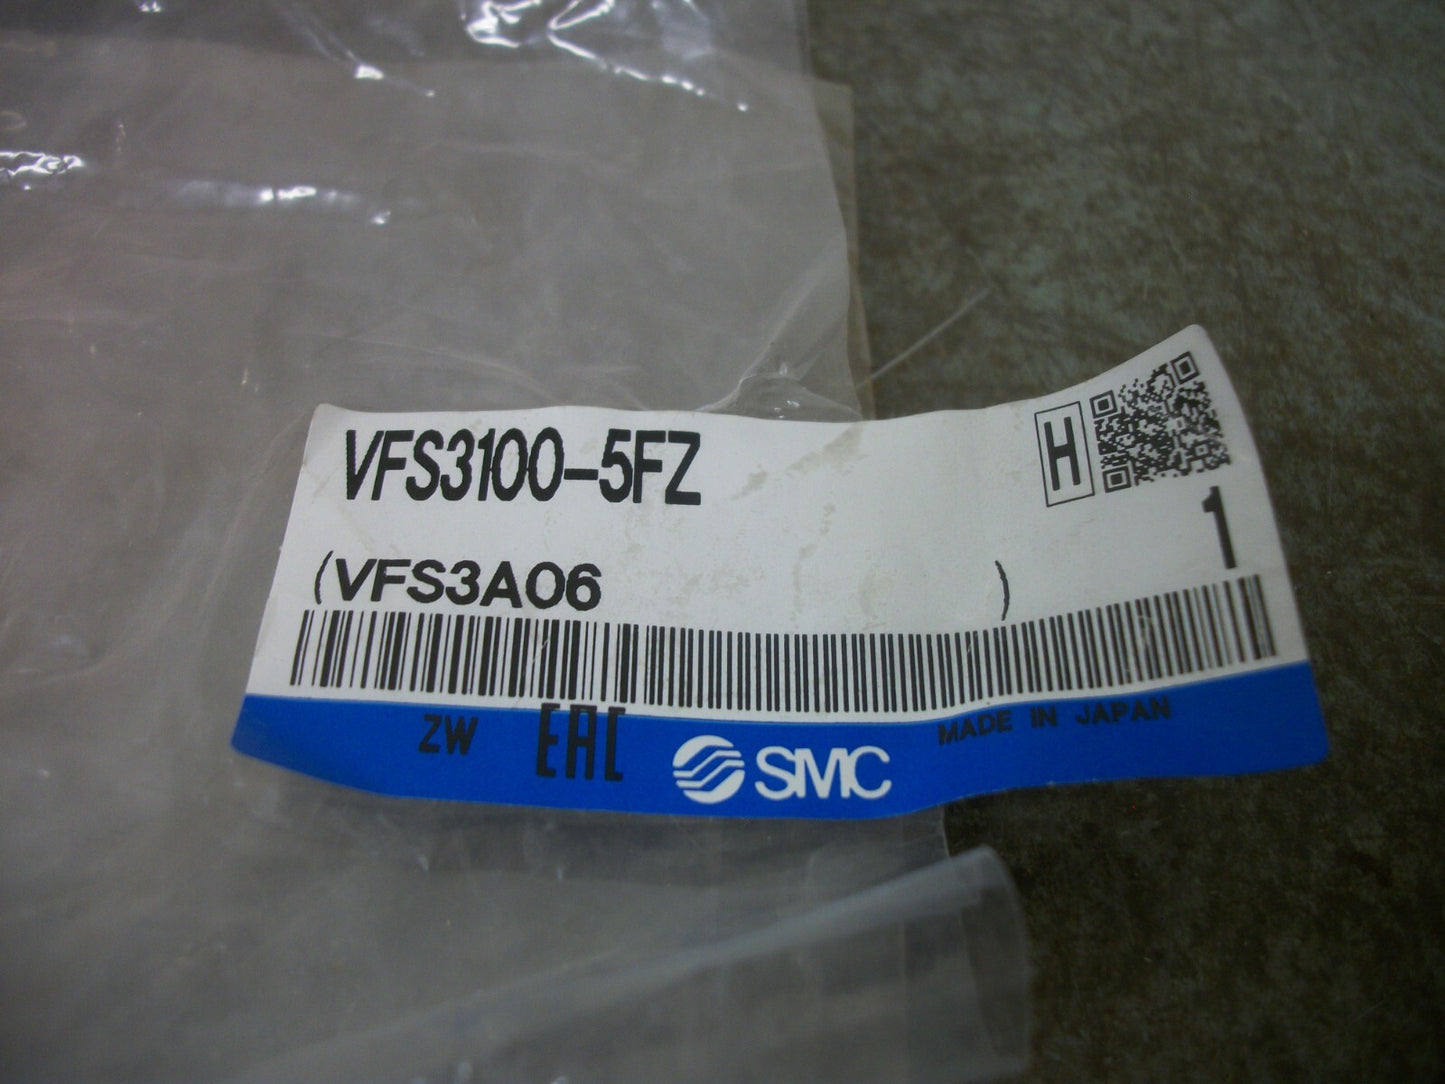 VFS3100-5FZ
H
1
(VFS3A06 )
ZW EAC SMC MADE IN JAPAN